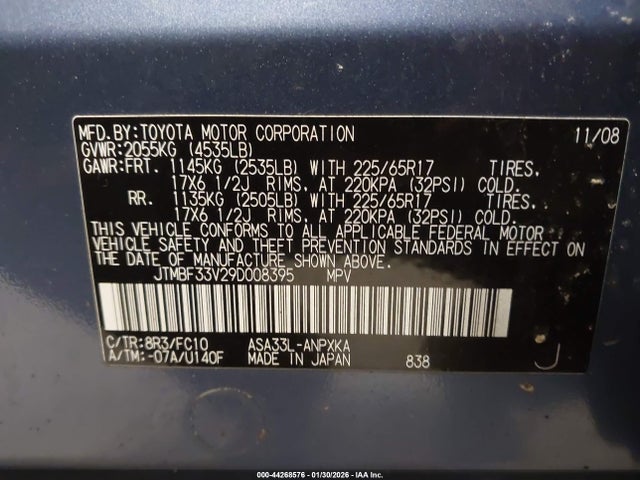 MFD.BY:TOYOTA MOTOR CORPORATION 11/08
GVWR:2055KG (4535LB)
GAWR:FRT. 1145KG (2535LB) WITH 225/65R17 TIRES,
17X6 1/2J RIMS, AT 220KPA (32PSI) COLD.
RR. 1135KG (2505LB) WITH 225/65R17 TIRES,
17X6 1/2J RIMS, AT 220KPA (32PSI) COLD.
THIS VEHICLE CONFORMS TO ALL APPLICABLE FEDERAL MOTOR
VEHICLE SAFETY AND THEFT PREVENTION STANDARDS IN EFFECT
ON THE DATE OF MANUFACTURE SHOWN ABOVE.
JTMBF33V29D008395 MPV
C/TR:8R3/FC10 ASA33L-ANPXKA
A/TM:-07A/U140F MADE IN JAPAN 838 J
000-44268576 - 01/30/2026 - IAA Inc.